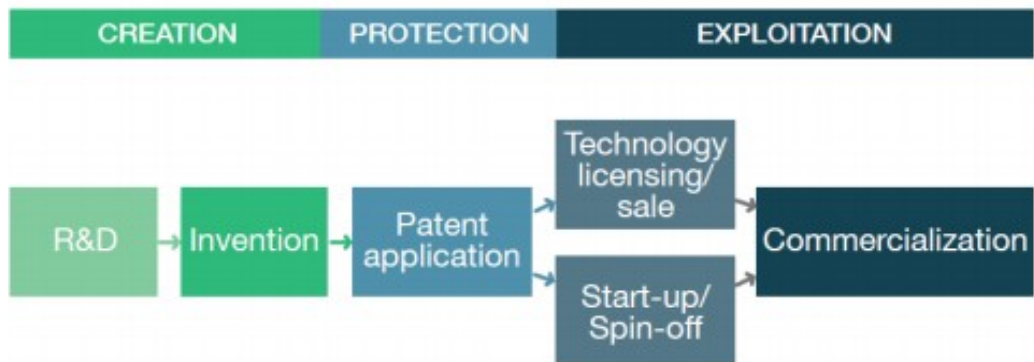 CREATION
PROTECTION
EXPLOITATION
R&D
Invention
Patent
application
Technology
licensing/
sale
Start-up/
Spin-off
Commercialization